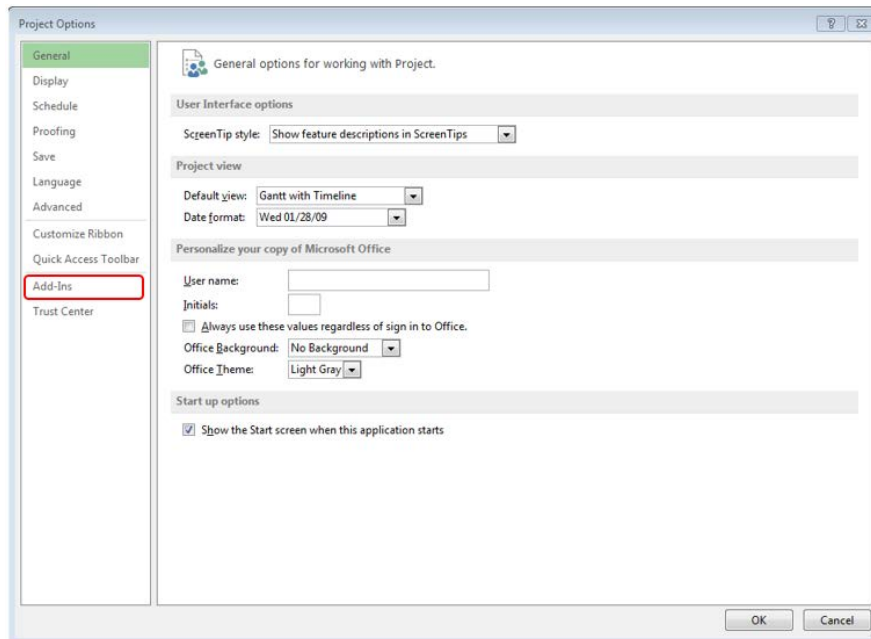 Project Options
General
Display
Schedule
Proofing
Save
Language
Advanced
Customize Ribbon
Quick Access Toolbar
Add-Ins
Trust Center
General options for working with Project.
User Interface options
ScreenTip style: Show feature descriptions in ScreenTips
Project view
Default view: Gantt with Timeline
Date format: Wed 01/28/09
Personalize your copy of Microsoft Office
User name:
Initials:
Always use these values regardless of sign in to Office.
Office Background: No Background
Office Theme: Light Gray
Start up options
Show the Start screen when this application starts
OK Cancel